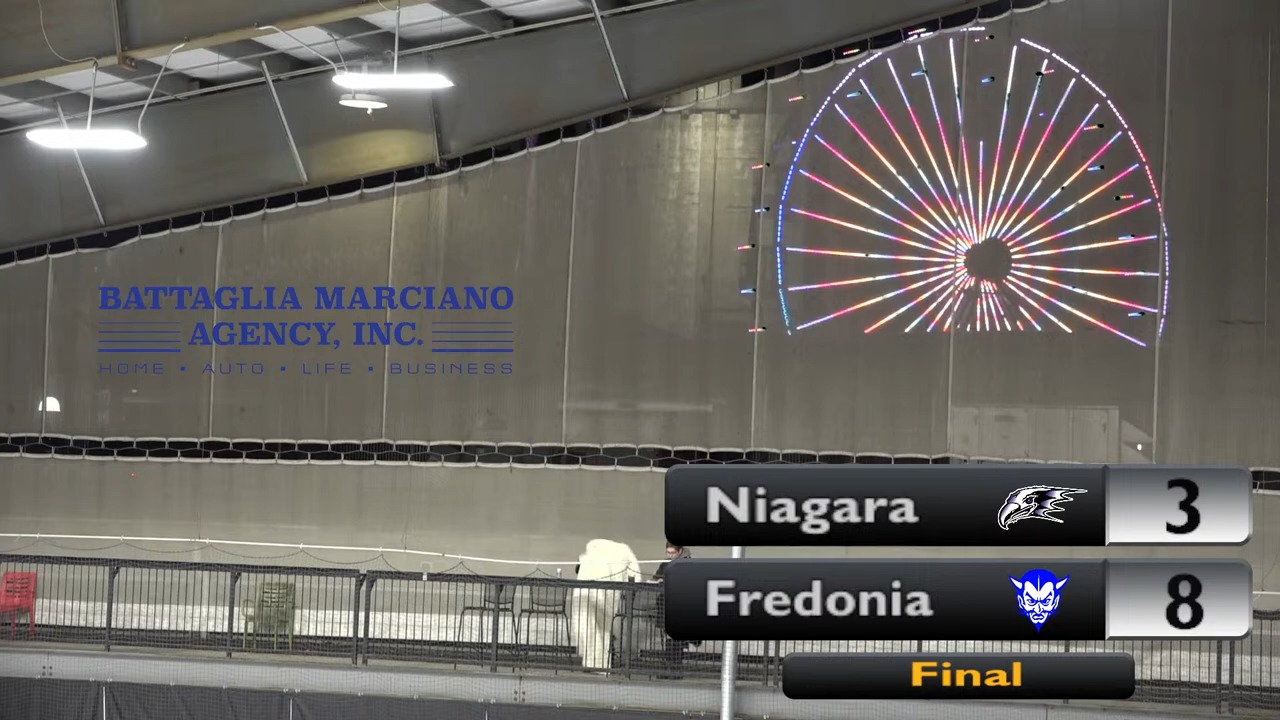 BATTAGLIA MARCIANO
AGENCY, INC.
HOME • AUTO • LIFE • BUSINESS
Niagara 3
Fredonia 8
Final